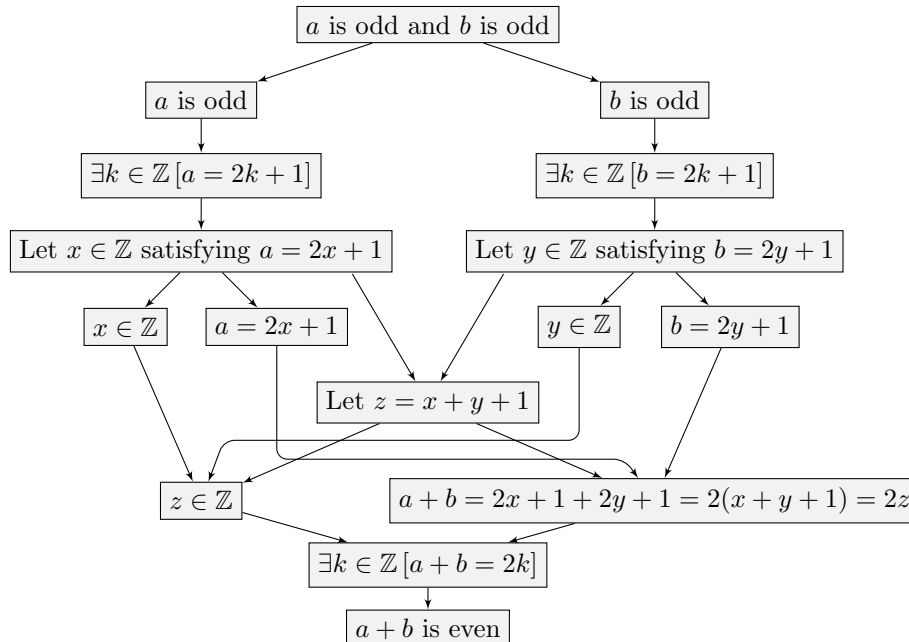 a is odd and b is odd
a is odd
b is odd
∃k ∈ ℤ [a = 2k + 1]
∃k ∈ ℤ [b = 2k + 1]
Let x ∈ ℤ satisfying a = 2x + 1
Let y ∈ ℤ satisfying b = 2y + 1
x ∈ ℤ
a = 2x + 1
y ∈ ℤ
b = 2y + 1
Let z = x + y + 1
z ∈ ℤ
a + b = 2x + 1 + 2y + 1 = 2(x + y + 1) = 2z
∃k ∈ ℤ [a + b = 2k]
a + b is even